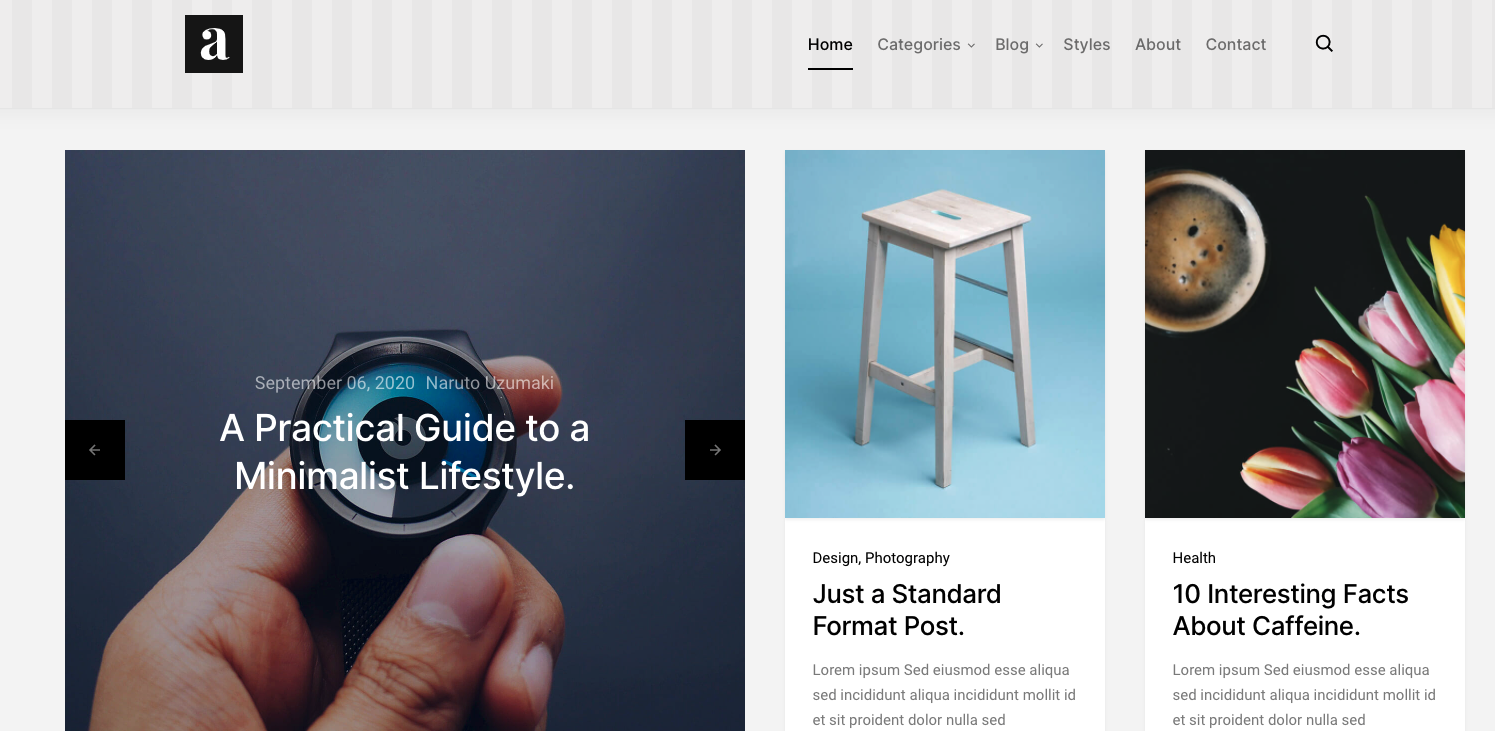 a
Home Categories Blog Styles About Contact
September 06, 2020 Naruto Uzumaki
A Practical Guide to a
Minimalist Lifestyle.
Design, Photography
Just a Standard
Format Post.
Lorem ipsum Sed eiusmod esse aliqua
sed incididunt aliqua incididunt mollit id
et sit proident dolor nulla sed
Health
10 Interesting Facts
About Caffeine.
Lorem ipsum Sed eiusmod esse aliqua
sed incididunt aliqua incididunt mollit id
et sit proident dolor nulla sed